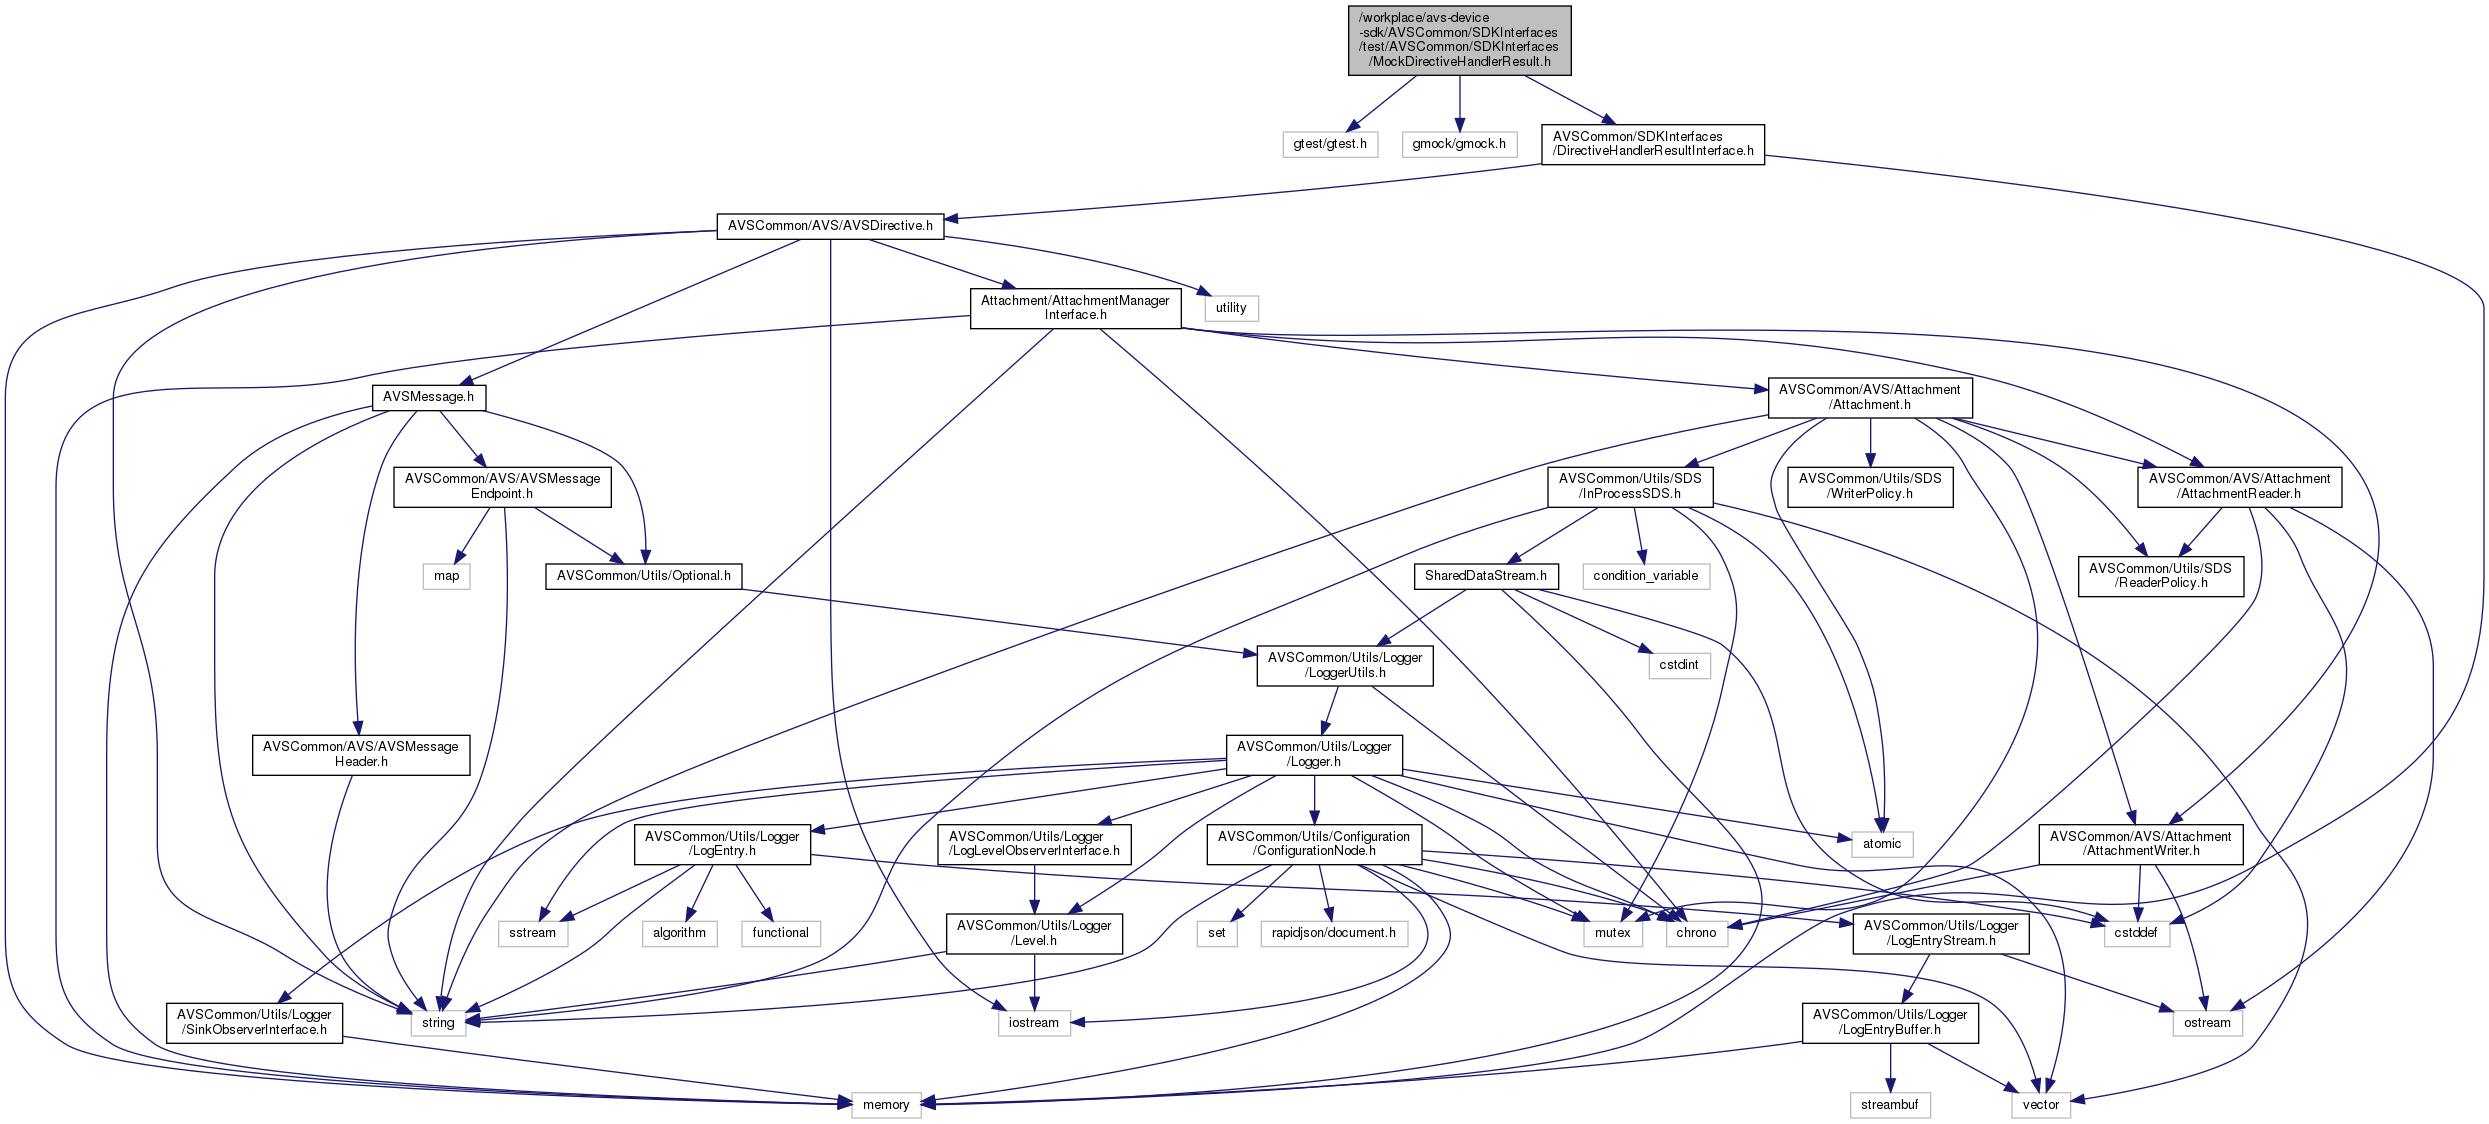 /workplace/avs-device
-sdk/AVSCommon/SDKInterfaces
/test/AVSCommon/SDKInterfaces
/MockDirectiveHandlerResult.h
gtest/gtest.h
gmock/gmock.h
AVSCommon/SDKInterfaces
/DirectiveHandlerResultInterface.h
AVSCommon/AVS/AVSDirective.h
Attachment/AttachmentManager
Interface.h
utility
AVSMessage.h
AVSCommon/AVS/Attachment
/Attachment.h
AVSCommon/AVS/AVSMessage
Endpoint.h
AVSCommon/Utils/SDS
/InProcessSDS.h
AVSCommon/Utils/SDS
/WriterPolicy.h
AVSCommon/AVS/Attachment
/AttachmentReader.h
map
AVSCommon/Utils/Optional.h
SharedDataStream.h
condition_variable
AVSCommon/Utils/SDS
/ReaderPolicy.h
AVSCommon/Utils/Logger
/LoggerUtils.h
cstdint
AVSCommon/AVS/AVSMessage
Header.h
AVSCommon/Utils/Logger
/Logger.h
AVSCommon/Utils/Logger
/LogEntry.h
AVSCommon/Utils/Logger
/LogLevelObserverInterface.h
AVSCommon/Utils/Configuration
/ConfigurationNode.h
atomic
AVSCommon/AVS/Attachment
/AttachmentWriter.h
sstream
algorithm
functional
AVSCommon/Utils/Logger
/Level.h
set
rapidjson/document.h
mutex
chrono
AVSCommon/Utils/Logger
/LogEntryStream.h
cstddef
AVSCommon/Utils/Logger
/SinkObserverInterface.h
string
iostream
AVSCommon/Utils/Logger
/LogEntryBuffer.h
ostream
memory
streambuf
vector